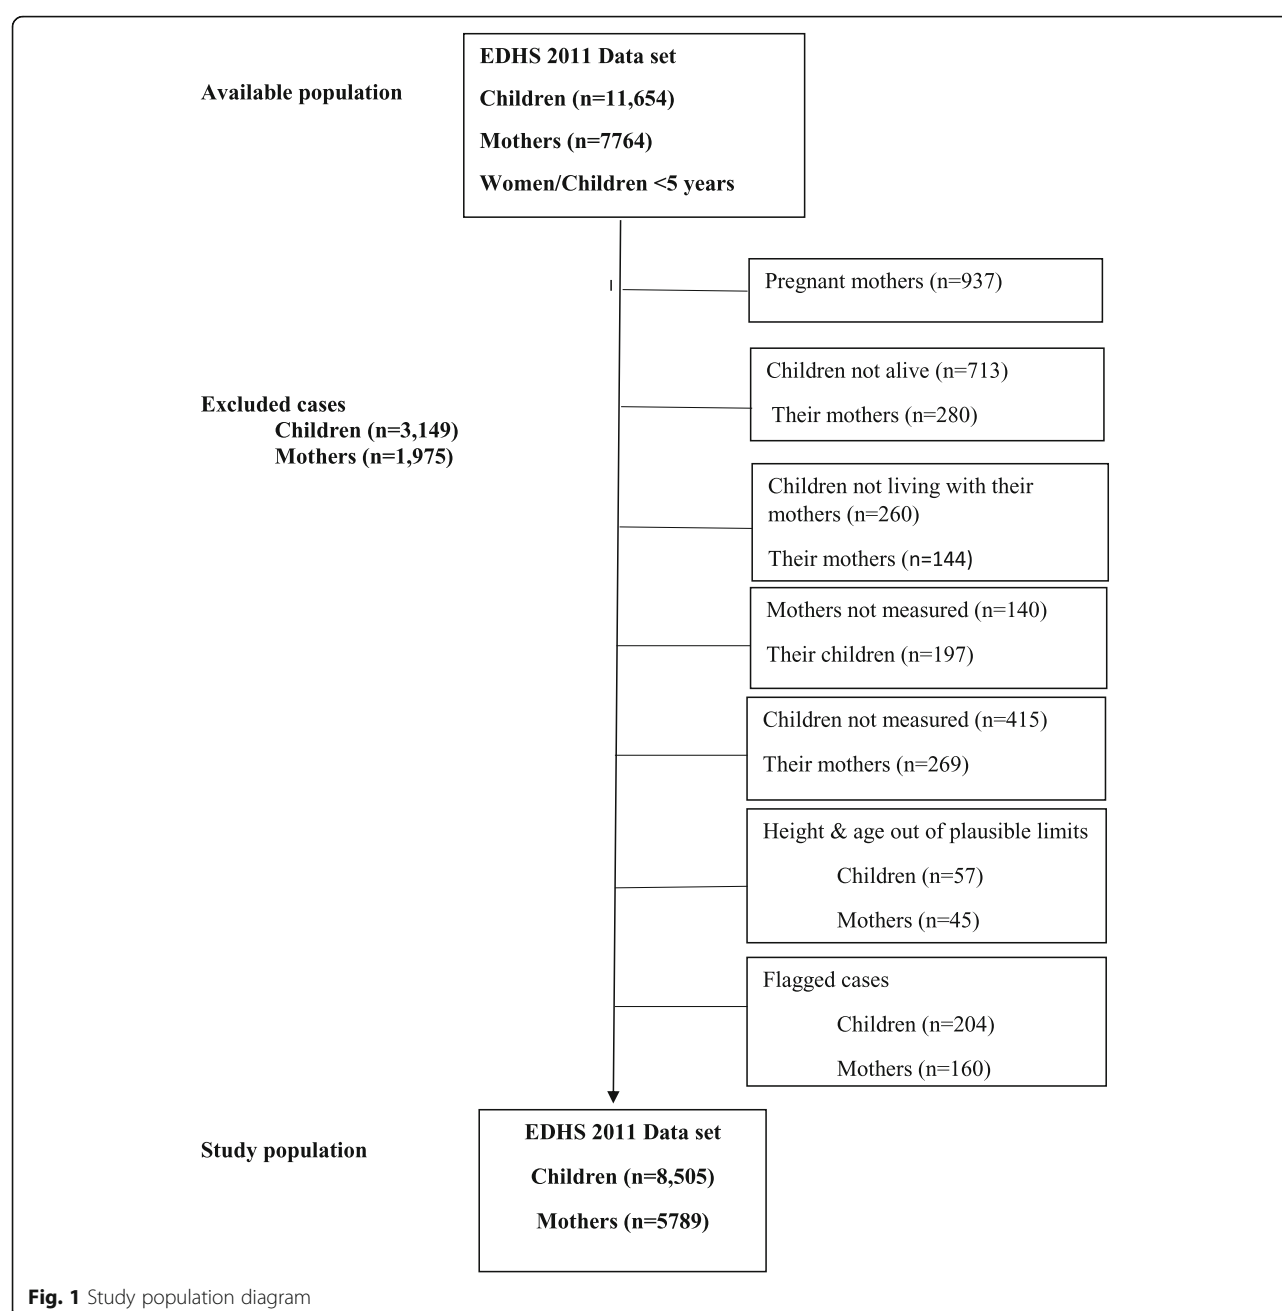 EDHS 2011 Data set
Available population
Children (n=11,654)
Mothers (n=7764)
Women/Children <5 years
Pregnant mothers (n=937)
Children not alive (n=713)
Their mothers (n=280)
Excluded cases
Children (n=3,149)
Mothers (n=1,975)
Children not living with their
mothers (n=260)
Their mothers (n=144)
Mothers not measured (n=140)
Their children (n=197)
Children not measured (n=415)
Their mothers (n=269)
Height & age out of plausible limits
Children (n=57)
Mothers (n=45)
Flagged cases
Children (n=204)
Mothers (n=160)
EDHS 2011 Data set
Study population
Children (n=8,505)
Mothers (n=5789)
Fig. 1 Study population diagram